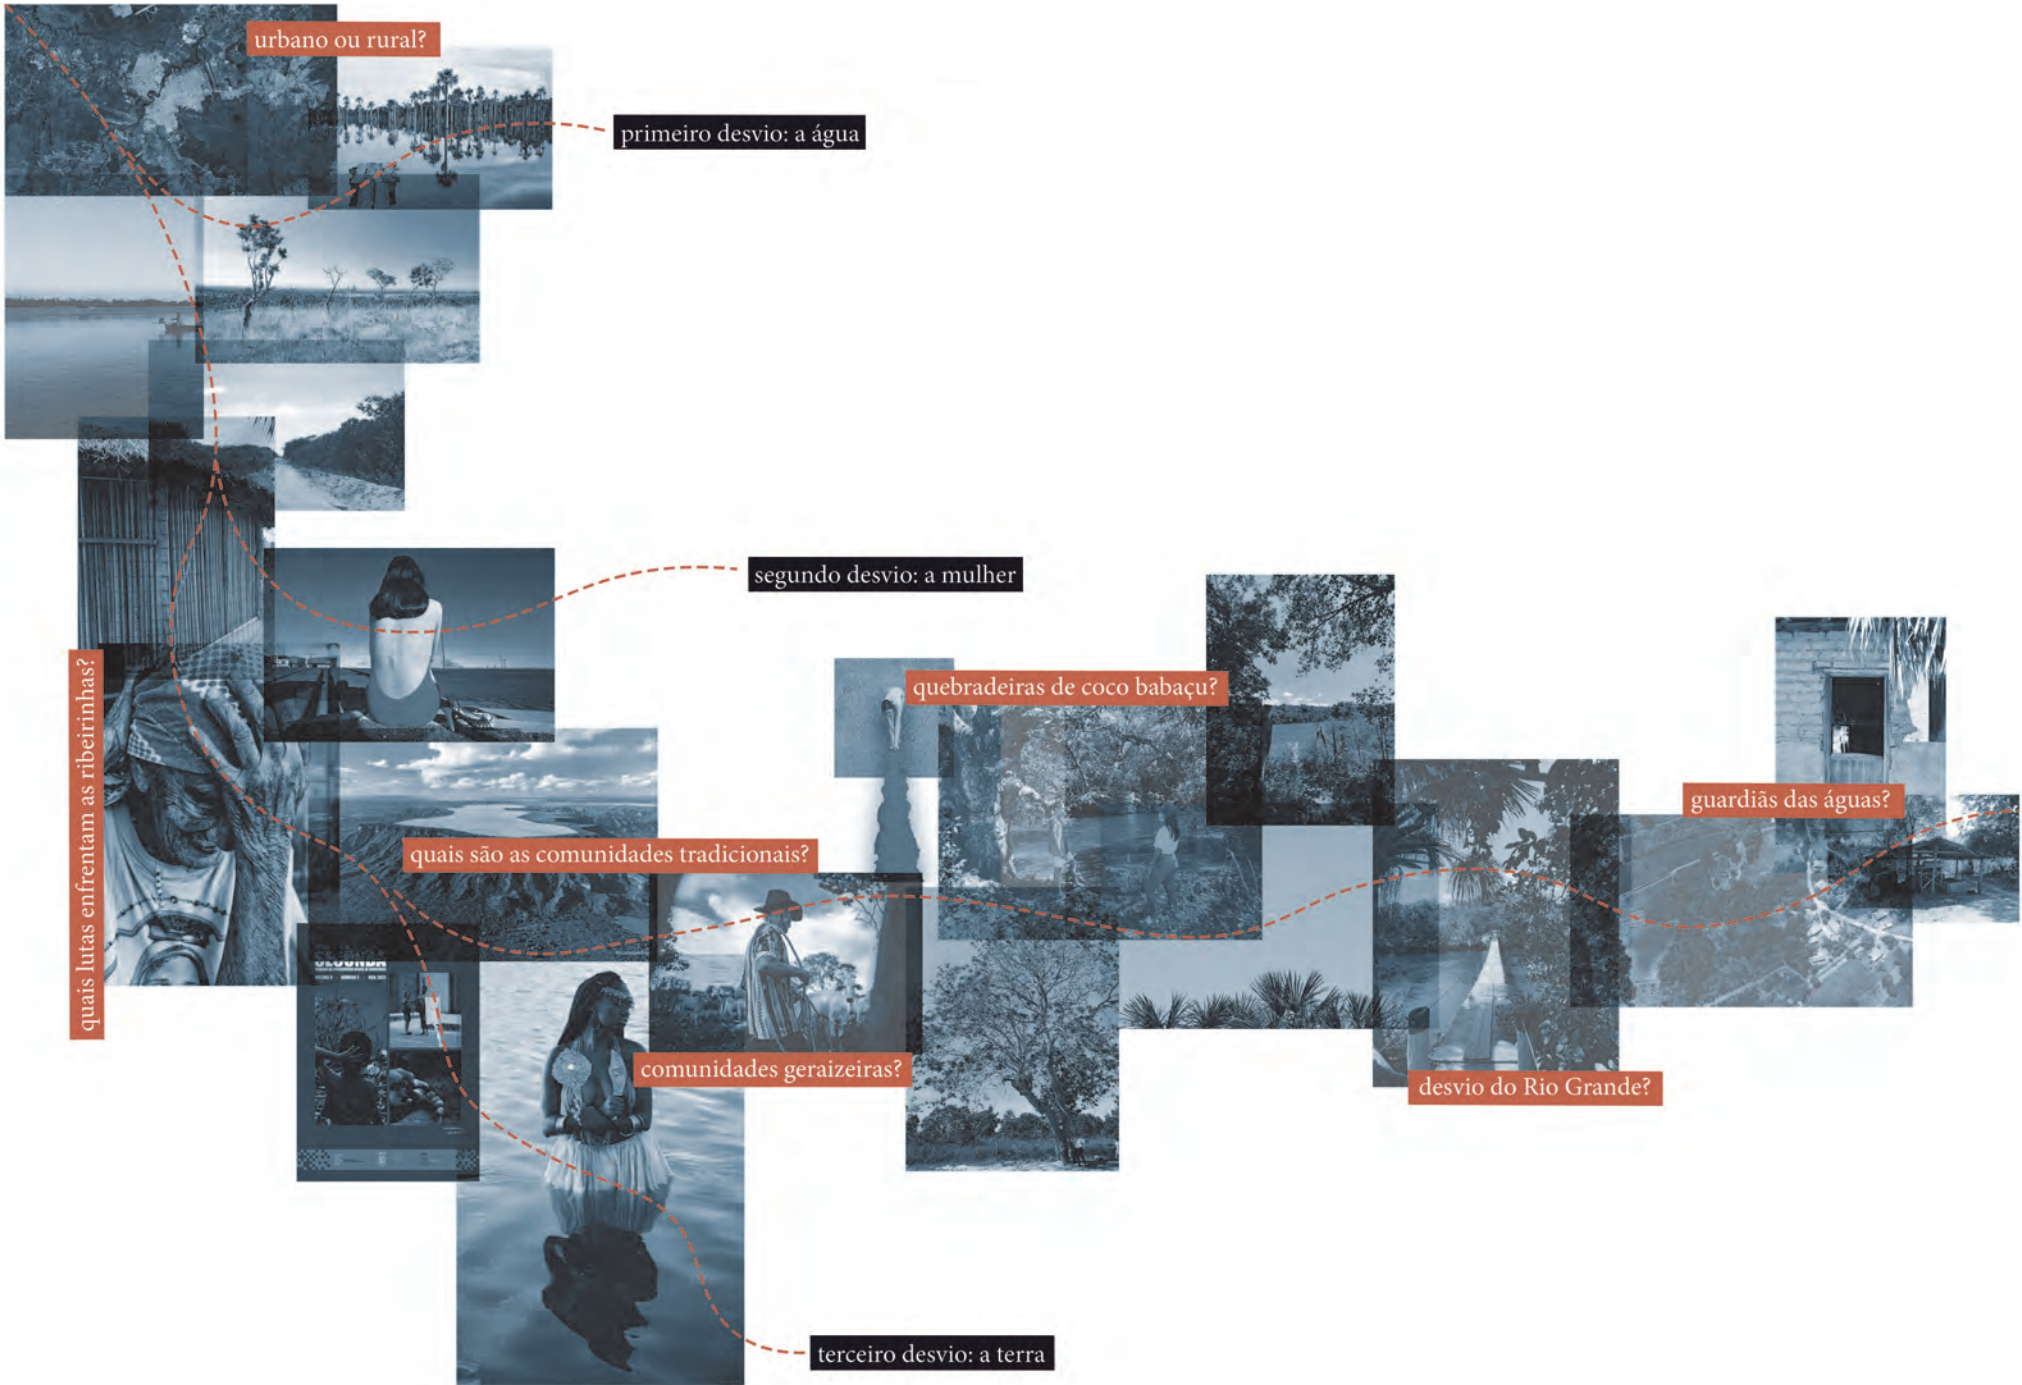 urbano ou rural?
primeiro desvio: a água
segundo desvio: a mulher
quais lutas enfrentam as ribeirinhas?
quebradeiras de coco babaçu?
guardiãs das águas?
quais são as comunidades tradicionais?
SEGUNDA
comunidades geraizeiras?
desvio do Rio Grande?
terceiro desvio: a terra